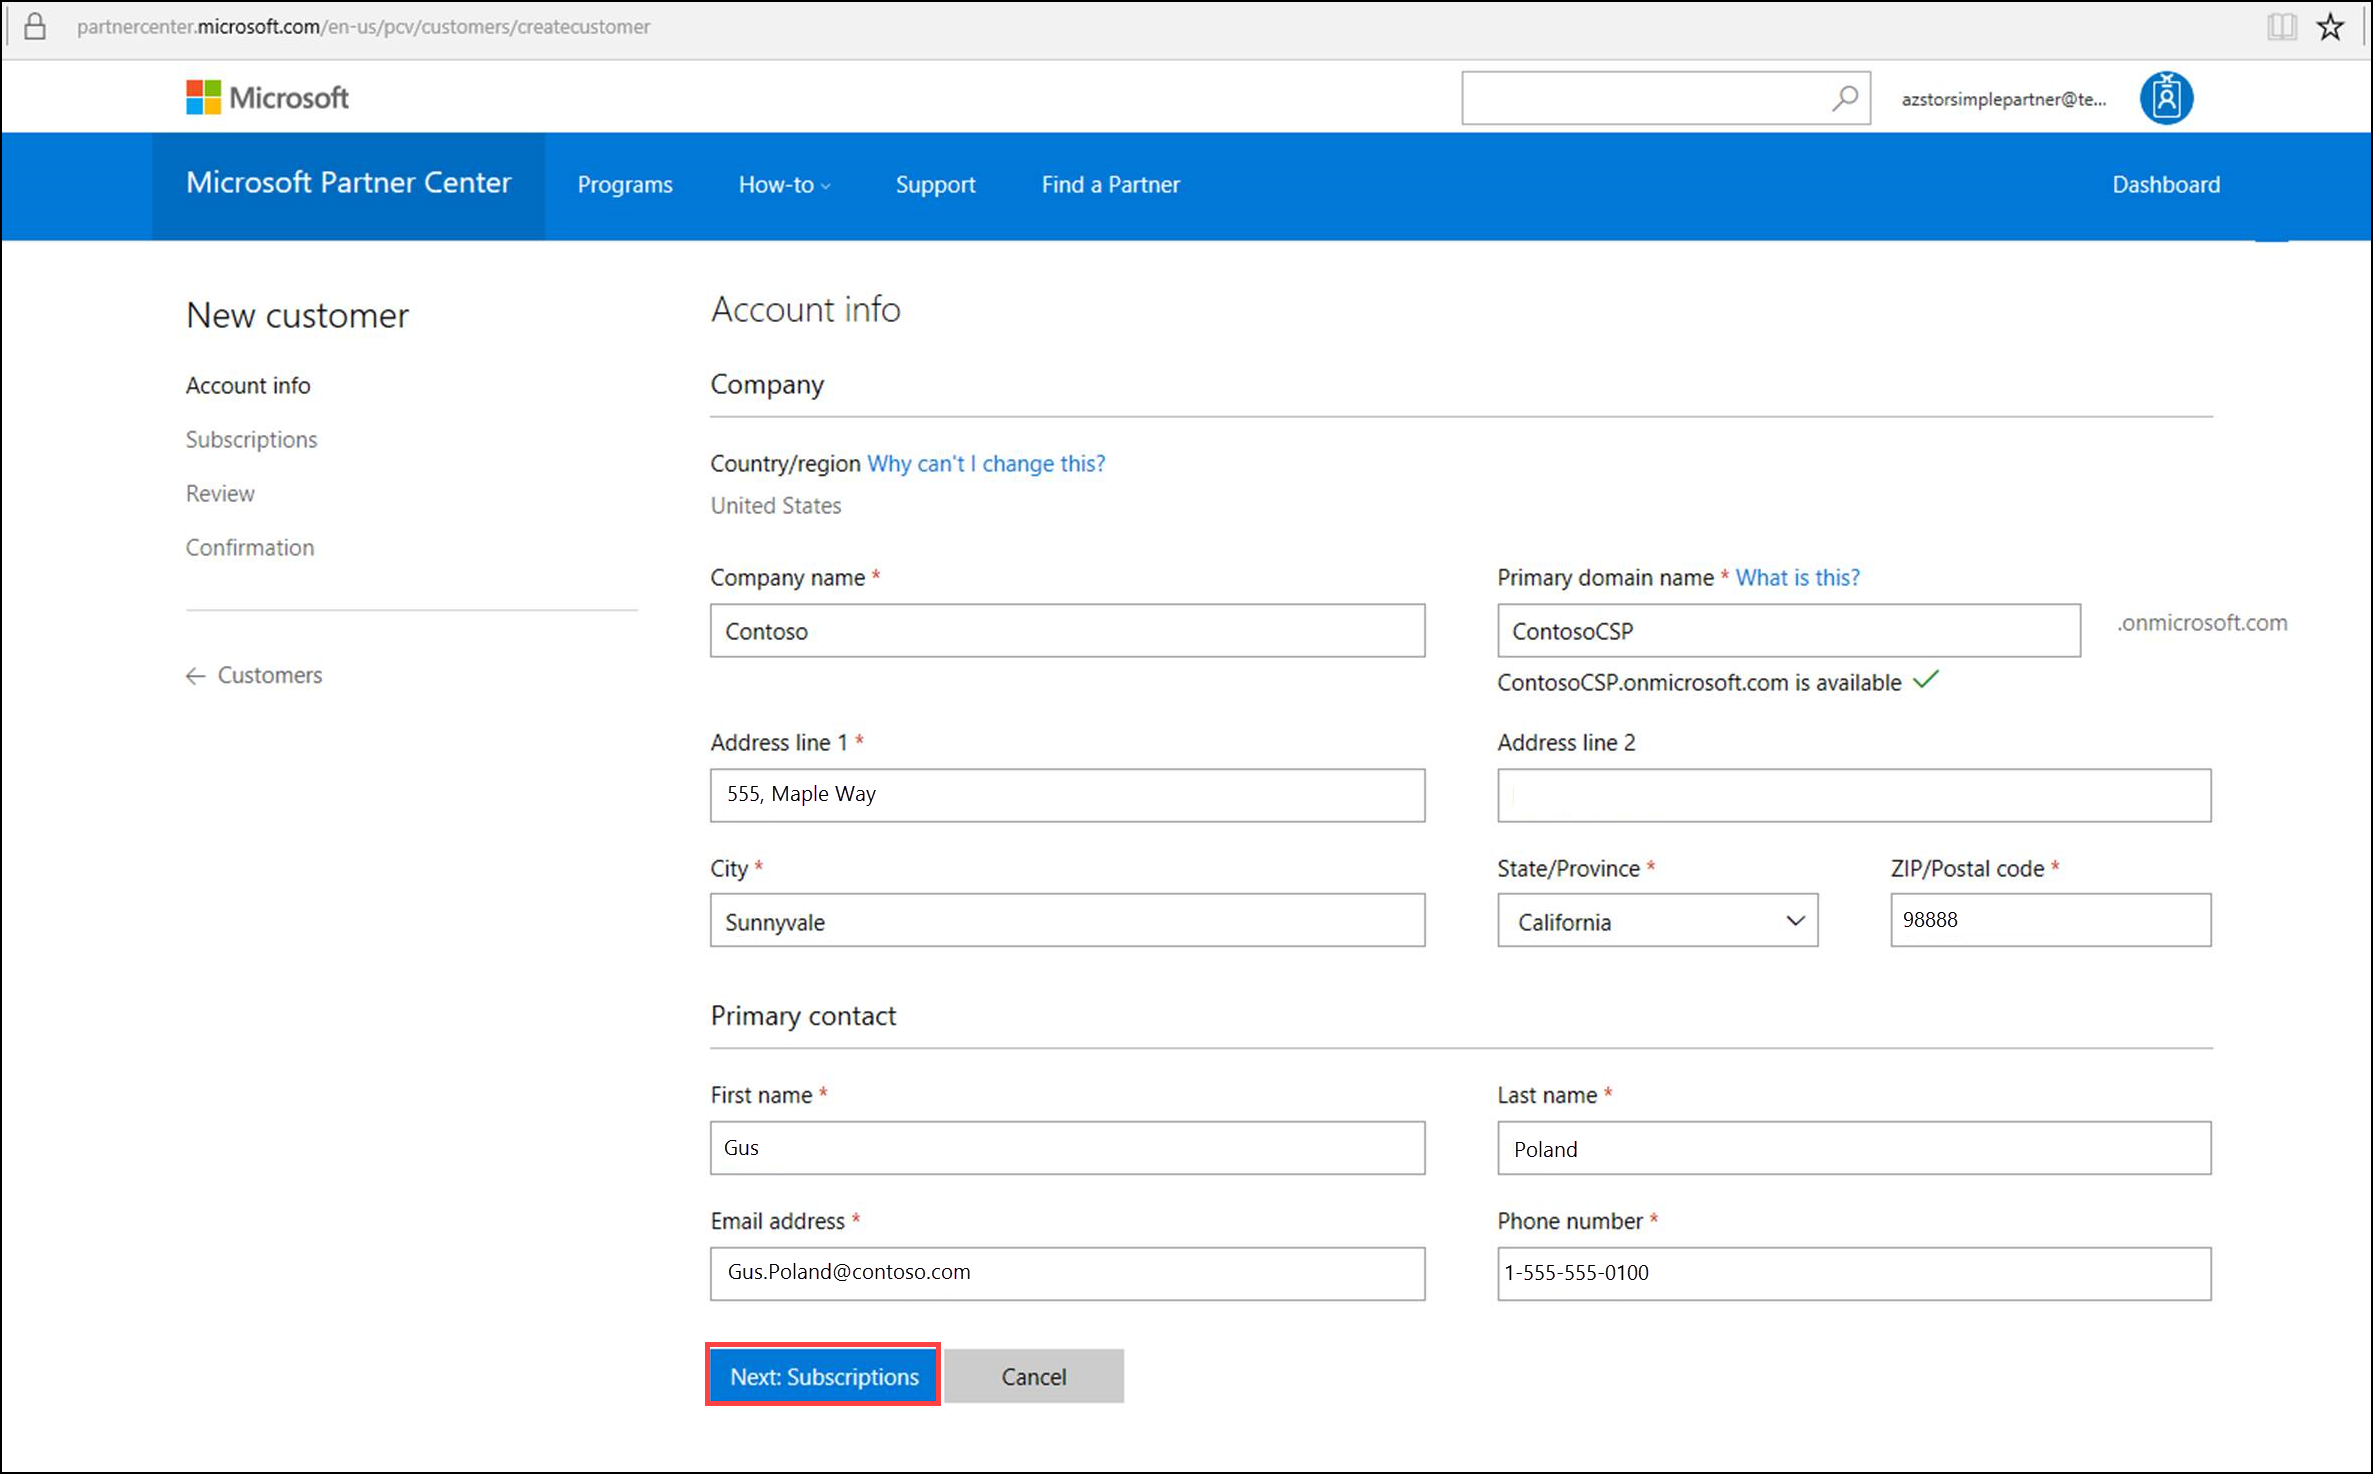 partnercenter.microsoft.com/en-us/pcv/customers/createcustomer
Microsoft
azstorsimplepartner@te...
Microsoft Partner Center
Programs
How-to
Support
Find a Partner
Dashboard
New customer
Account info
Subscriptions
Review
Confirmation
Customers
Account info
Company
Country/region Why can't I change this?
United States
Company name *
Primary domain name * What is this?
Contoso
ContosoCSP
.onmicrosoft.com
ContosoCSP.onmicrosoft.com is available
Address line 1 *
Address line 2
555, Maple Way
City *
State/Province *
ZIP/Postal code *
Sunnyvale
California
98888
Primary contact
First name *
Last name *
Gus
Poland
Email address *
Phone number *
Gus.Poland@contoso.com
1-555-555-0100
Next: Subscriptions
Cancel